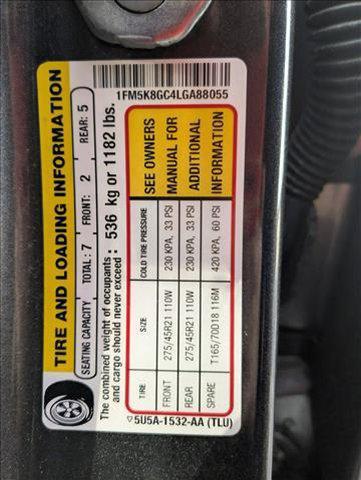 1FM5K8GC4LGA88055
TIRE AND LOADING INFORMATION
SEATING CAPACITY TOTAL: 7 FRONT: 2 REAR: 5
The combined weight of occupants
and cargo should never exceed: 536 kg or 1182 lbs.
TIRE SIZE COLD TIRE PRESSURE SEE OWNERS
FRONT 275/45R21 110W 230 KPA, 33 PSI MANUAL FOR
REAR 275/45R21 110W 230 KPA, 33 PSI ADDITIONAL
SPARE T165/70D18 116M 420 KPA, 60 PSI INFORMATION
5U5A-1532-AA (TLU)